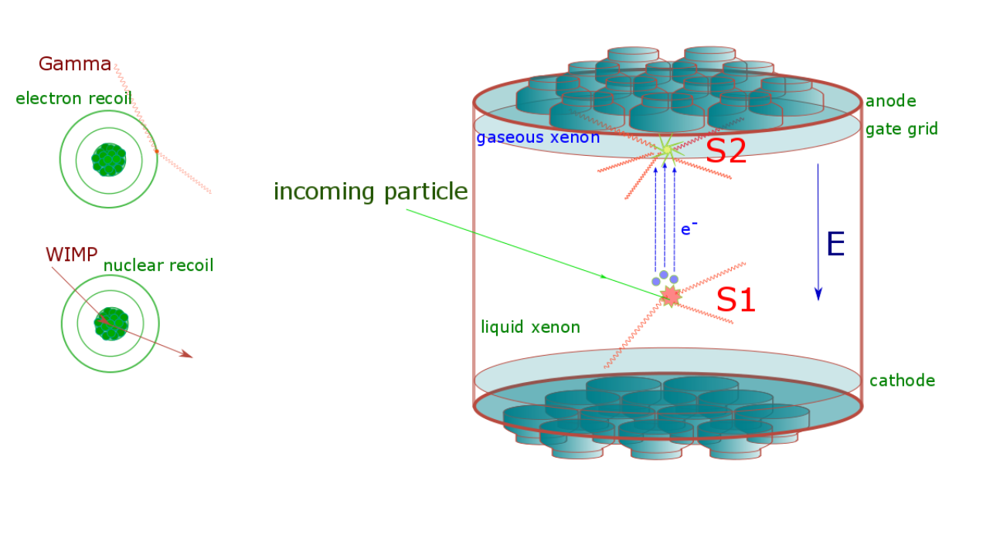 Gamma
electron recoil
WIMP
nuclear recoil
incoming particle
anode
gate grid
gaseous xenon
S2
e-
E
S1
liquid xenon
cathode